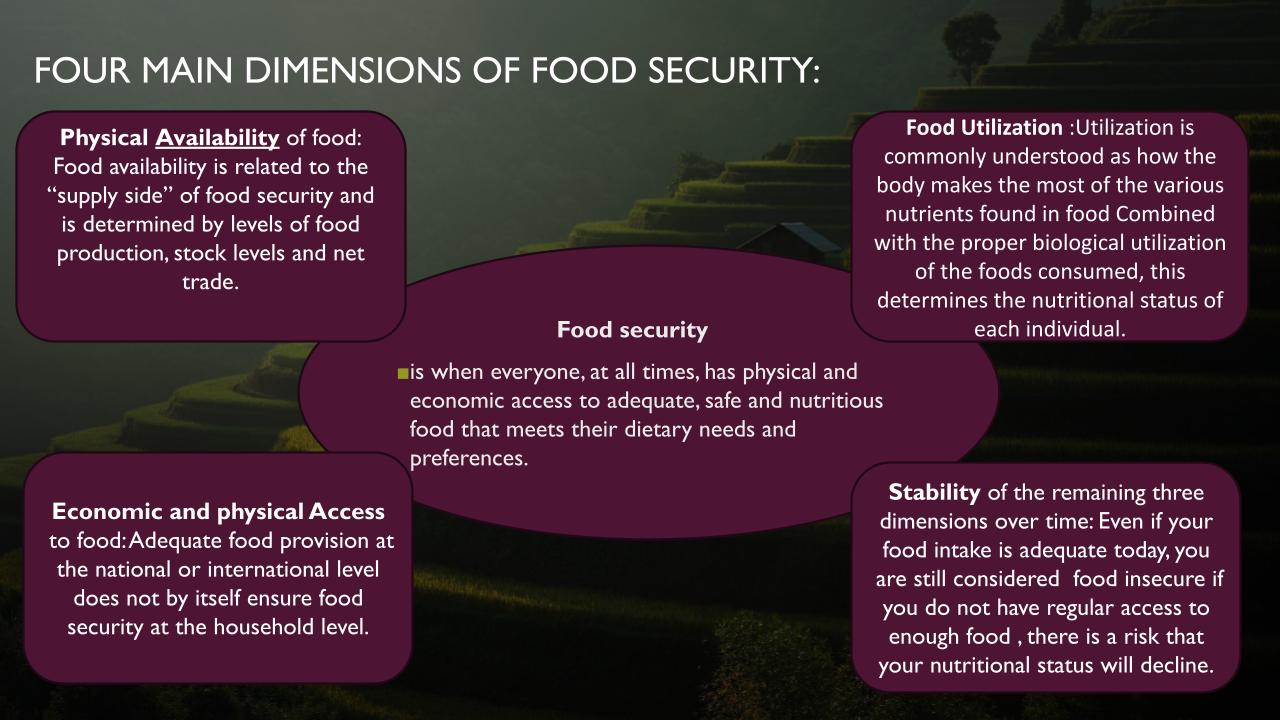 FOUR MAIN DIMENSIONS OF FOOD SECURITY:
Physical Availability of food:
Food availability is related to the
“supply side” of food security and
is determined by levels of food
production, stock levels and net
trade.
Food Utilization :Utilization is
commonly understood as how the
body makes the most of the various
nutrients found in food Combined
with the proper biological utilization
of the foods consumed, this
determines the nutritional status of
each individual.
Food security
■is when everyone, at all times, has physical and
economic access to adequate, safe and nutritious
food that meets their dietary needs and
preferences.
Economic and physical Access
to food: Adequate food provision at
the national or international level
does not by itself ensure food
security at the household level.
Stability of the remaining three
dimensions over time: Even if your
food intake is adequate today, you
are still considered  food insecure if
you do not have regular access to
enough food , there is a risk that
your nutritional status will decline.